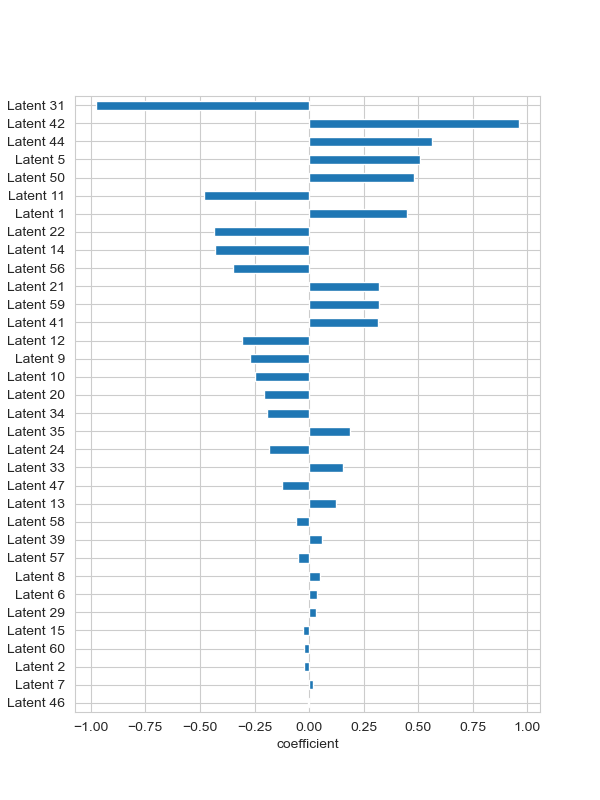 Latent 31
Latent 42
Latent 44
Latent 5
Latent 50
Latent 11
Latent 1
Latent 22
Latent 14
Latent 56
Latent 21
Latent 59
Latent 41
Latent 12
Latent 9
Latent 10
Latent 20
Latent 34
Latent 35
Latent 24
Latent 33
Latent 47
Latent 13
Latent 58
Latent 39
Latent 57
Latent 8
Latent 6
Latent 29
Latent 15
Latent 60
Latent 2
Latent 7
Latent 46
−1.00 −0.75 −0.50 −0.25 0.00 0.25 0.50 0.75 1.00
coefficient